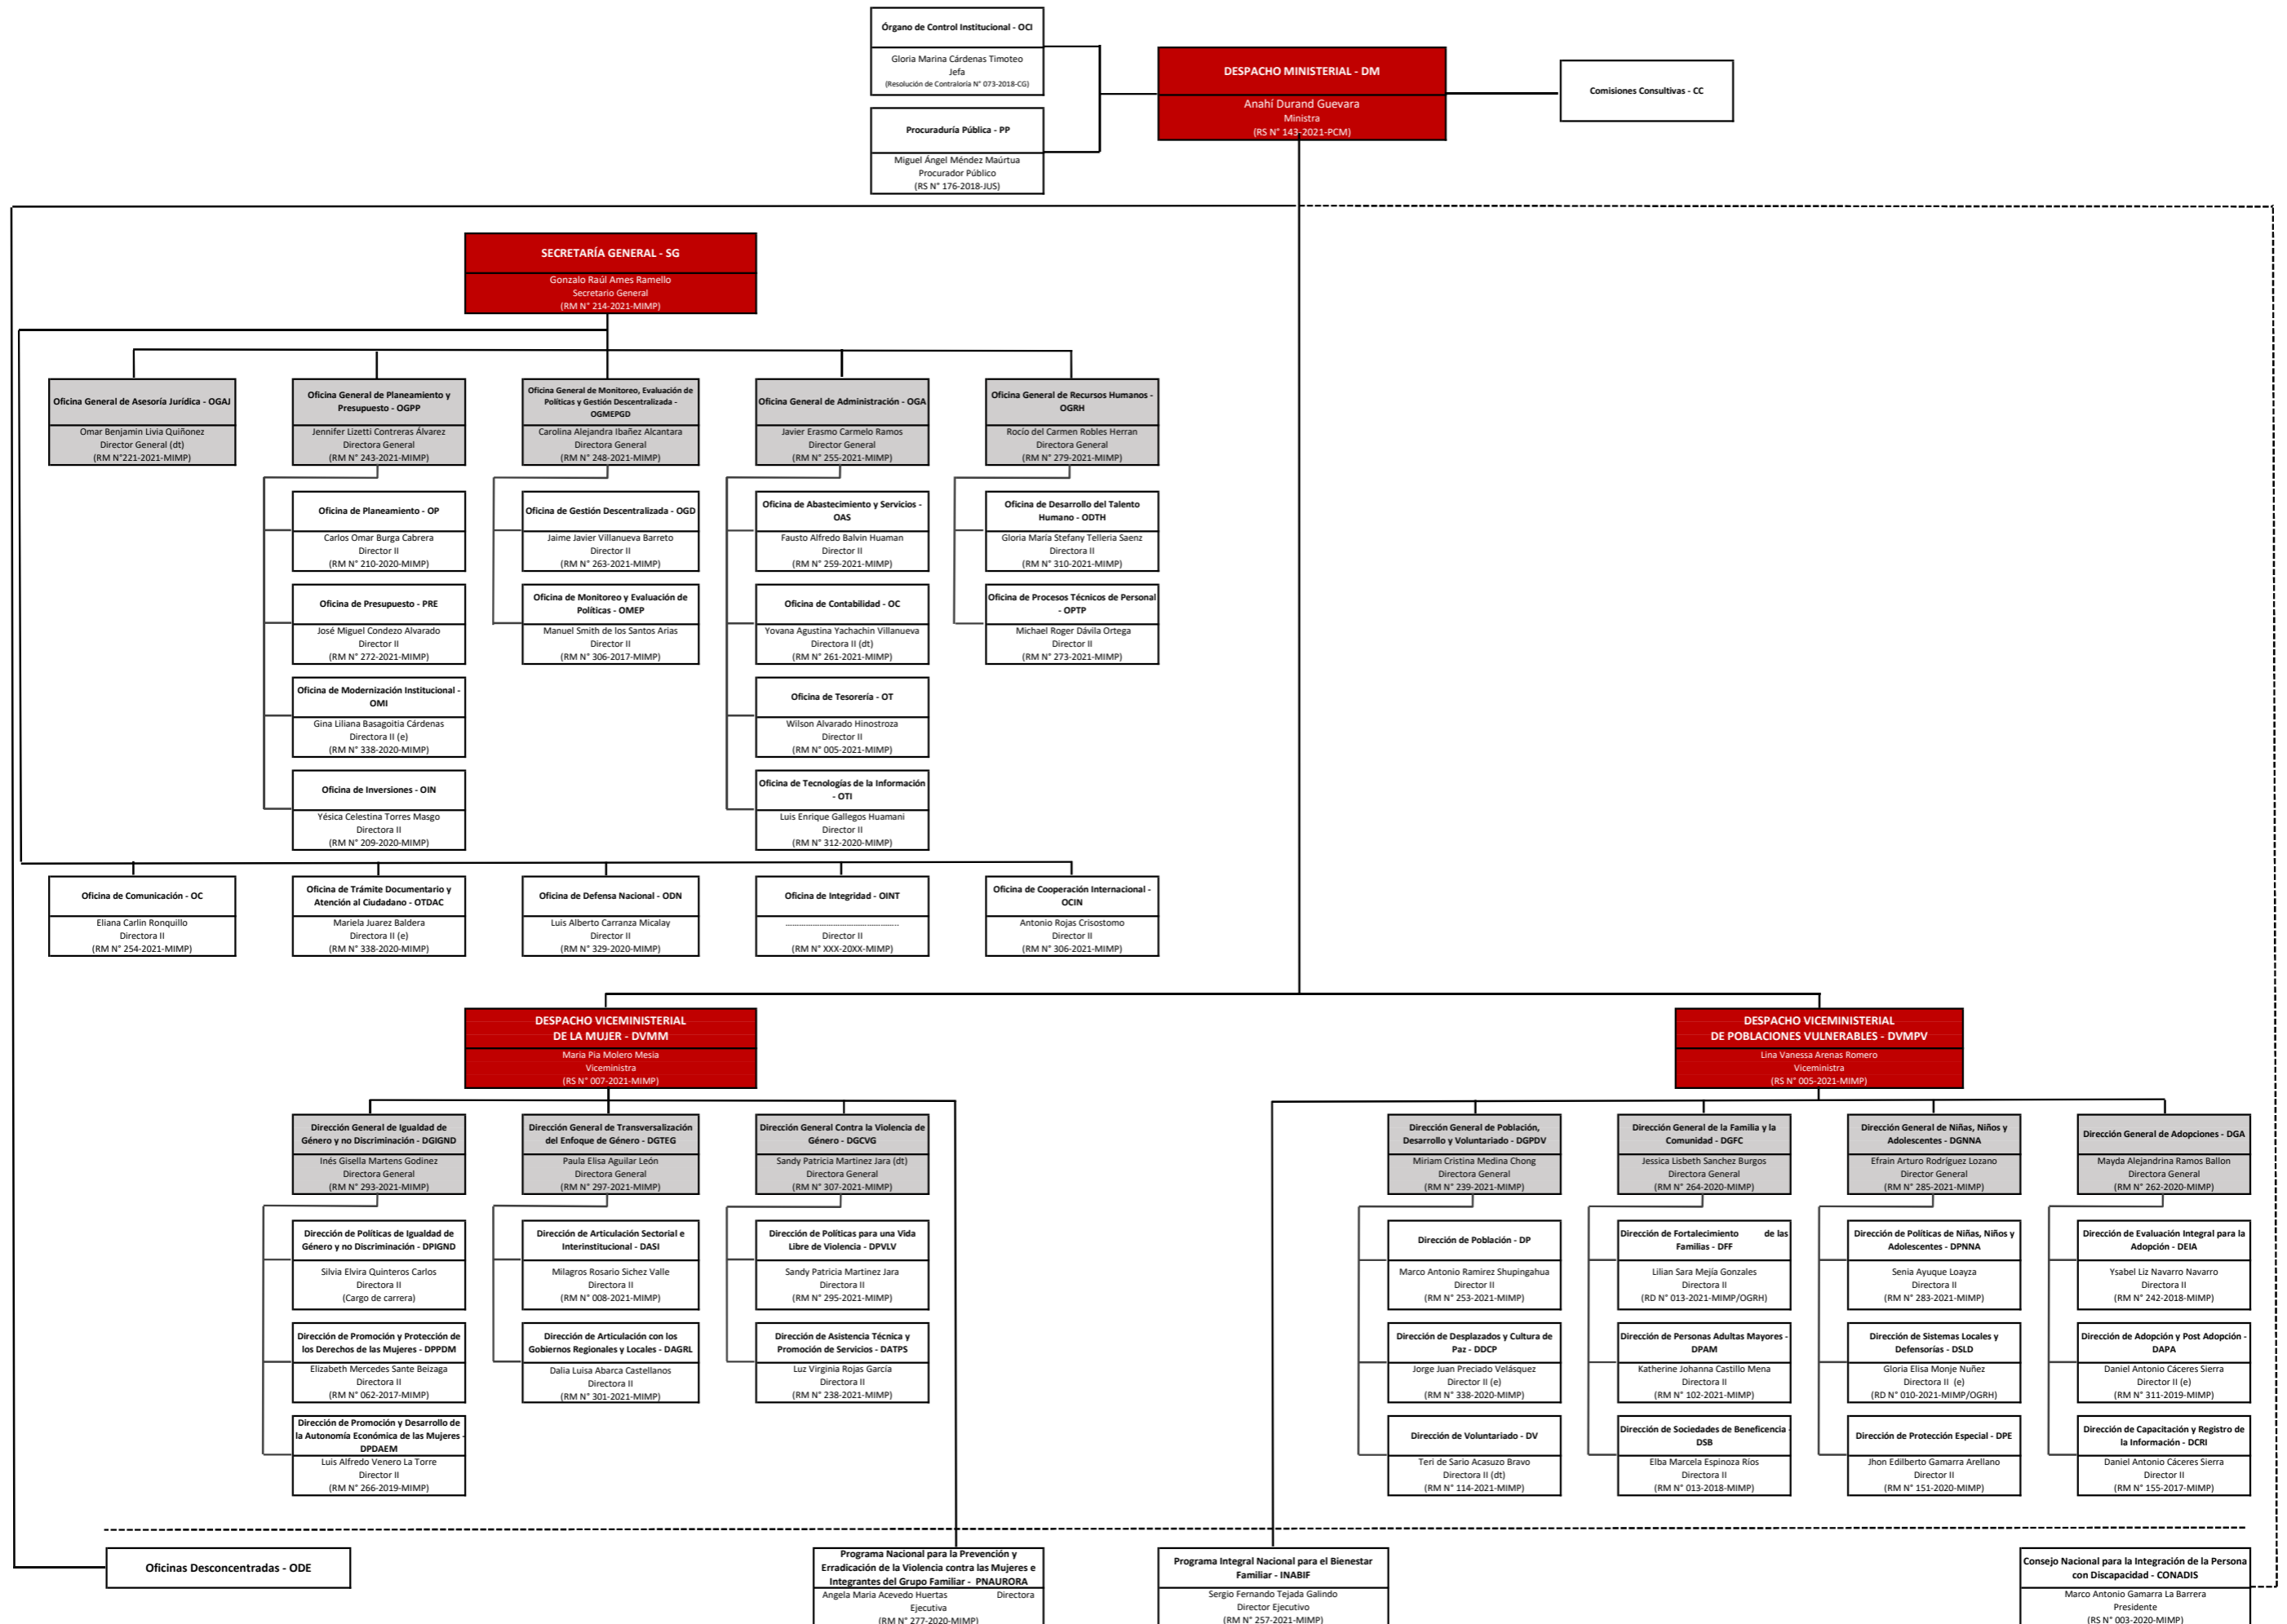 Órgano de Control Institucional - OCI
Gloria Marina Cárdenas Timoteo
Jefa
(Resolución de Contraloría N° 073-2018-CG)
DESPACHO MINISTERIAL - DM
Anahí Durand Guevara
Ministra
(RS N° 143-2021-PCM)
Comisiones Consultivas - CC
Procuraduría Pública - PP
Miguel Ángel Méndez Maúrtua
Procurador Público
(RS N° 176-2018-JUS)
SECRETARÍA GENERAL - SG
Gonzalo Raúl Ames Ramello
Secretario General
(RM N° 214-2021-MIMP)
Oficina General de Asesoría Jurídica - OGAJ
Omar Benjamin Livia Quiñonez
Director General (dt)
(RM N°221-2021-MIMP)
Oficina General de Planeamiento y
Presupuesto - OGPP
Jennifer Lizetti Contreras Álvarez
Directora General
(RM N° 243-2021-MIMP)
Oficina General de Monitoreo, Evaluación de
Políticas y Gestión Descentralizada -
OGMEPGD
Carolina Alejandra Ibañez Alcantara
Directora General
(RM N° 248-2021-MIMP)
Oficina General de Administración - OGA
Javier Erasmo Carmelo Ramos
Director General
(RM N° 255-2021-MIMP)
Oficina General de Recursos Humanos -
OGRH
Rocío del Carmen Robles Herran
Directora General
(RM N° 279-2021-MIMP)
Oficina de Planeamiento - OP
Carlos Omar Burga Cabrera
Director II
(RM N° 210-2020-MIMP)
Oficina de Gestión Descentralizada - OGD
Jaime Javier Villanueva Barreto
Director II
(RM N° 263-2021-MIMP)
Oficina de Abastecimiento y Servicios -
OAS
Fausto Alfredo Balvin Huaman
Director II
(RM N° 259-2021-MIMP)
Oficina de Desarrollo del Talento
Humano - ODTH
Gloria María Stefany Telleria Saenz
Directora II
(RM N° 310-2021-MIMP)
Oficina de Presupuesto - PRE
José Miguel Condezo Alvarado
Director II
(RM N° 272-2021-MIMP)
Oficina de Monitoreo y Evaluación de
Políticas - OMEP
Manuel Smith de los Santos Arias
Director II
(RM N° 306-2017-MIMP)
Oficina de Contabilidad - OC
Yovana Agustina Yachachin Villanueva
Directora II (dt)
(RM N° 261-2021-MIMP)
Oficina de Procesos Técnicos de Personal
- OPTP
Michael Roger Dávila Ortega
Director II
(RM N° 273-2021-MIMP)
Oficina de Modernización Institucional -
OMI
Gina Liliana Basagoitia Cárdenas
Directora II (e)
(RM N° 338-2020-MIMP)
Oficina de Tesorería - OT
Wilson Alvarado Hinostroza
Director II
(RM N° 005-2021-MIMP)
Oficina de Inversiones - OIN
Yésica Celestina Torres Masgo
Directora II
(RM N° 209-2020-MIMP)
Oficina de Tecnologías de la Información
- OTI
Luis Enrique Gallegos Huamani
Director II
(RM N° 312-2020-MIMP)
Oficina de Comunicación - OC
Eliana Carlin Ronquillo
Directora II
(RM N° 254-2021-MIMP)
Oficina de Trámite Documentario y
Atención al Ciudadano - OTDAC
Mariela Juarez Baldera
Directora II (e)
(RM N° 338-2020-MIMP)
Oficina de Defensa Nacional - ODN
Luis Alberto Carranza Micalay
Director II
(RM N° 329-2020-MIMP)
Oficina de Integridad - OINT
................................................
Director II
(RM N° XXX-20XX-MIMP)
Oficina de Cooperación Internacional -
OCIN
Antonio Rojas Crisostomo
Director II
(RM N° 306-2021-MIMP)
DESPACHO VICEMINISTERIAL
DE LA MUJER - DVMM
Maria Pia Molero Mesia
Viceministra
(RS N° 007-2021-MIMP)
DESPACHO VICEMINISTERIAL
DE POBLACIONES VULNERABLES - DVMPV
Lina Vanessa Arenas Romero
Viceministra
(RS N° 005-2021-MIMP)
Dirección General de Igualdad de
Género y no Discriminación - DGIGND
Inés Gisella Martens Godinez
Directora General
(RM N° 293-2021-MIMP)
Dirección General de Transversalización
del Enfoque de Género - DGTEG
Paula Elisa Aguilar León
Directora General
(RM N° 297-2021-MIMP)
Dirección General Contra la Violencia de
Género - DGCVG
Sandy Patricia Martinez Jara (dt)
Directora General
(RM N° 307-2021-MIMP)
Dirección General de Población,
Desarrollo y Voluntariado - DGPDV
Miriam Cristina Medina Chong
Directora General
(RM N° 239-2021-MIMP)
Dirección General de la Familia y la
Comunidad - DGFC
Jessica Lisbeth Sanchez Burgos
Directora General
(RM N° 264-2020-MIMP)
Dirección General de Niñas, Niños y
Adolescentes - DGNNA
Efrain Arturo Rodríguez Lozano
Director General
(RM N° 285-2021-MIMP)
Dirección General de Adopciones - DGA
Mayda Alejandrina Ramos Ballon
Directora General
(RM N° 262-2020-MIMP)
Dirección de Políticas de Igualdad de
Género y no Discriminación - DPIGND
Silvia Elvira Quinteros Carlos
Directora II
(Cargo de carrera)
Dirección de Articulación Sectorial e
Interinstitucional - DASI
Milagros Rosario Sichez Valle
Directora II
(RM N° 008-2021-MIMP)
Dirección de Políticas para una Vida
Libre de Violencia - DPVLV
Sandy Patricia Martinez Jara
Directora II
(RM N° 295-2021-MIMP)
Dirección de Población - DP
Marco Antonio Ramirez Shupingahua
Director II
(RM N° 253-2021-MIMP)
Dirección de Fortalecimiento de las
Familias - DFF
Lilian Sara Mejía Gonzales
Directora II
(RD N° 013-2021-MIMP/OGRH)
Dirección de Políticas de Niñas, Niños y
Adolescentes - DPNNA
Senia Ayuque Loayza
Directora II
(RM N° 283-2021-MIMP)
Dirección de Evaluación Integral para la
Adopción - DEIA
Ysabel Liz Navarro Navarro
Directora II
(RM N° 242-2018-MIMP)
Dirección de Promoción y Protección de
los Derechos de las Mujeres - DPPDM
Elizabeth Mercedes Sante Beizaga
Directora II
(RM N° 062-2017-MIMP)
Dirección de Articulación con los
Gobiernos Regionales y Locales - DAGRL
Dalia Luisa Abarca Castellanos
Directora II
(RM N° 301-2021-MIMP)
Dirección de Asistencia Técnica y
Promoción de Servicios - DATPS
Luz Virginia Rojas García
Directora II
(RM N° 238-2021-MIMP)
Dirección de Desplazados y Cultura de
Paz - DDCP
Jorge Juan Preciado Velásquez
Director II (e)
(RM N° 338-2020-MIMP)
Dirección de Personas Adultas Mayores -
DPAM
Katherine Johanna Castillo Mena
Directora II
(RM N° 102-2021-MIMP)
Dirección de Sistemas Locales y
Defensorías - DSLD
Gloria Elisa Monje Nuñez
Directora II (e)
(RD N° 010-2021-MIMP/OGRH)
Dirección de Adopción y Post Adopción -
DAPA
Daniel Antonio Cáceres Sierra
Director II (e)
(RM N° 311-2019-MIMP)
Dirección de Promoción y Desarrollo de
la Autonomía Económica de las Mujeres -
DPDAEM
Luis Alfredo Venero La Torre
Director II
(RM N° 266-2019-MIMP)
Dirección de Voluntariado - DV
Teri de Sario Acasuzo Bravo
Directora II (dt)
(RM N° 114-2021-MIMP)
Dirección de Sociedades de Beneficencia -
DSB
Elba Marcela Espinoza Ríos
Directora II
(RM N° 013-2018-MIMP)
Dirección de Protección Especial - DPE
Jhon Edilberto Gamarra Arellano
Director II
(RM N° 151-2020-MIMP)
Dirección de Capacitación y Registro de
la Información - DCRI
Daniel Antonio Cáceres Sierra
Director II
(RM N° 155-2017-MIMP)
Oficinas Desconcentradas - ODE
Programa Nacional para la Prevención y
Erradicación de la Violencia contra las Mujeres e
Integrantes del Grupo Familiar - PNAURORA
Angela Maria Acevedo Huertas Directora
Ejecutiva
(RM N° 277-2020-MIMP)
Programa Integral Nacional para el Bienestar
Familiar - INABIF
Sergio Fernando Tejada Galindo
Director Ejecutivo
(RM N° 257-2021-MIMP)
Consejo Nacional para la Integración de la Persona
con Discapacidad - CONADIS
Marco Antonio Gamarra La Barrera
Presidente
(RS N° 003-2020-MIMP)